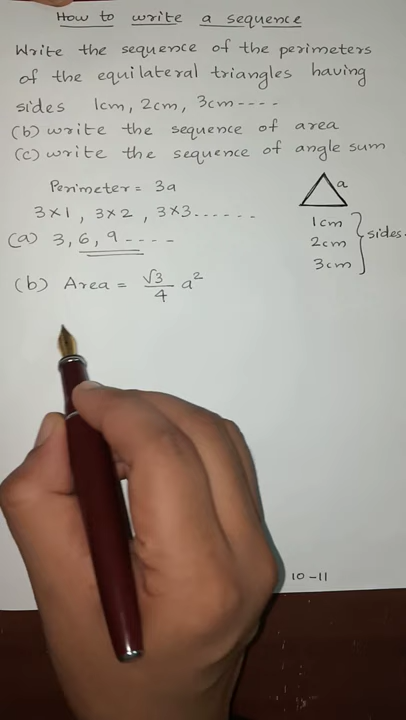 How to write a sequence
Write the sequence of the perimeters
of the equilateral triangles having
sides 1cm, 2cm, 3cm----
(b) write the sequence of area
(c) write the sequence of angle sum
Perimeter = 3a
a
3×1, 3×2, 3×3......
1cm
2cm
3cm
sides
(a) 3, 6, 9----
(b) Area = √3/4 a²
10-11